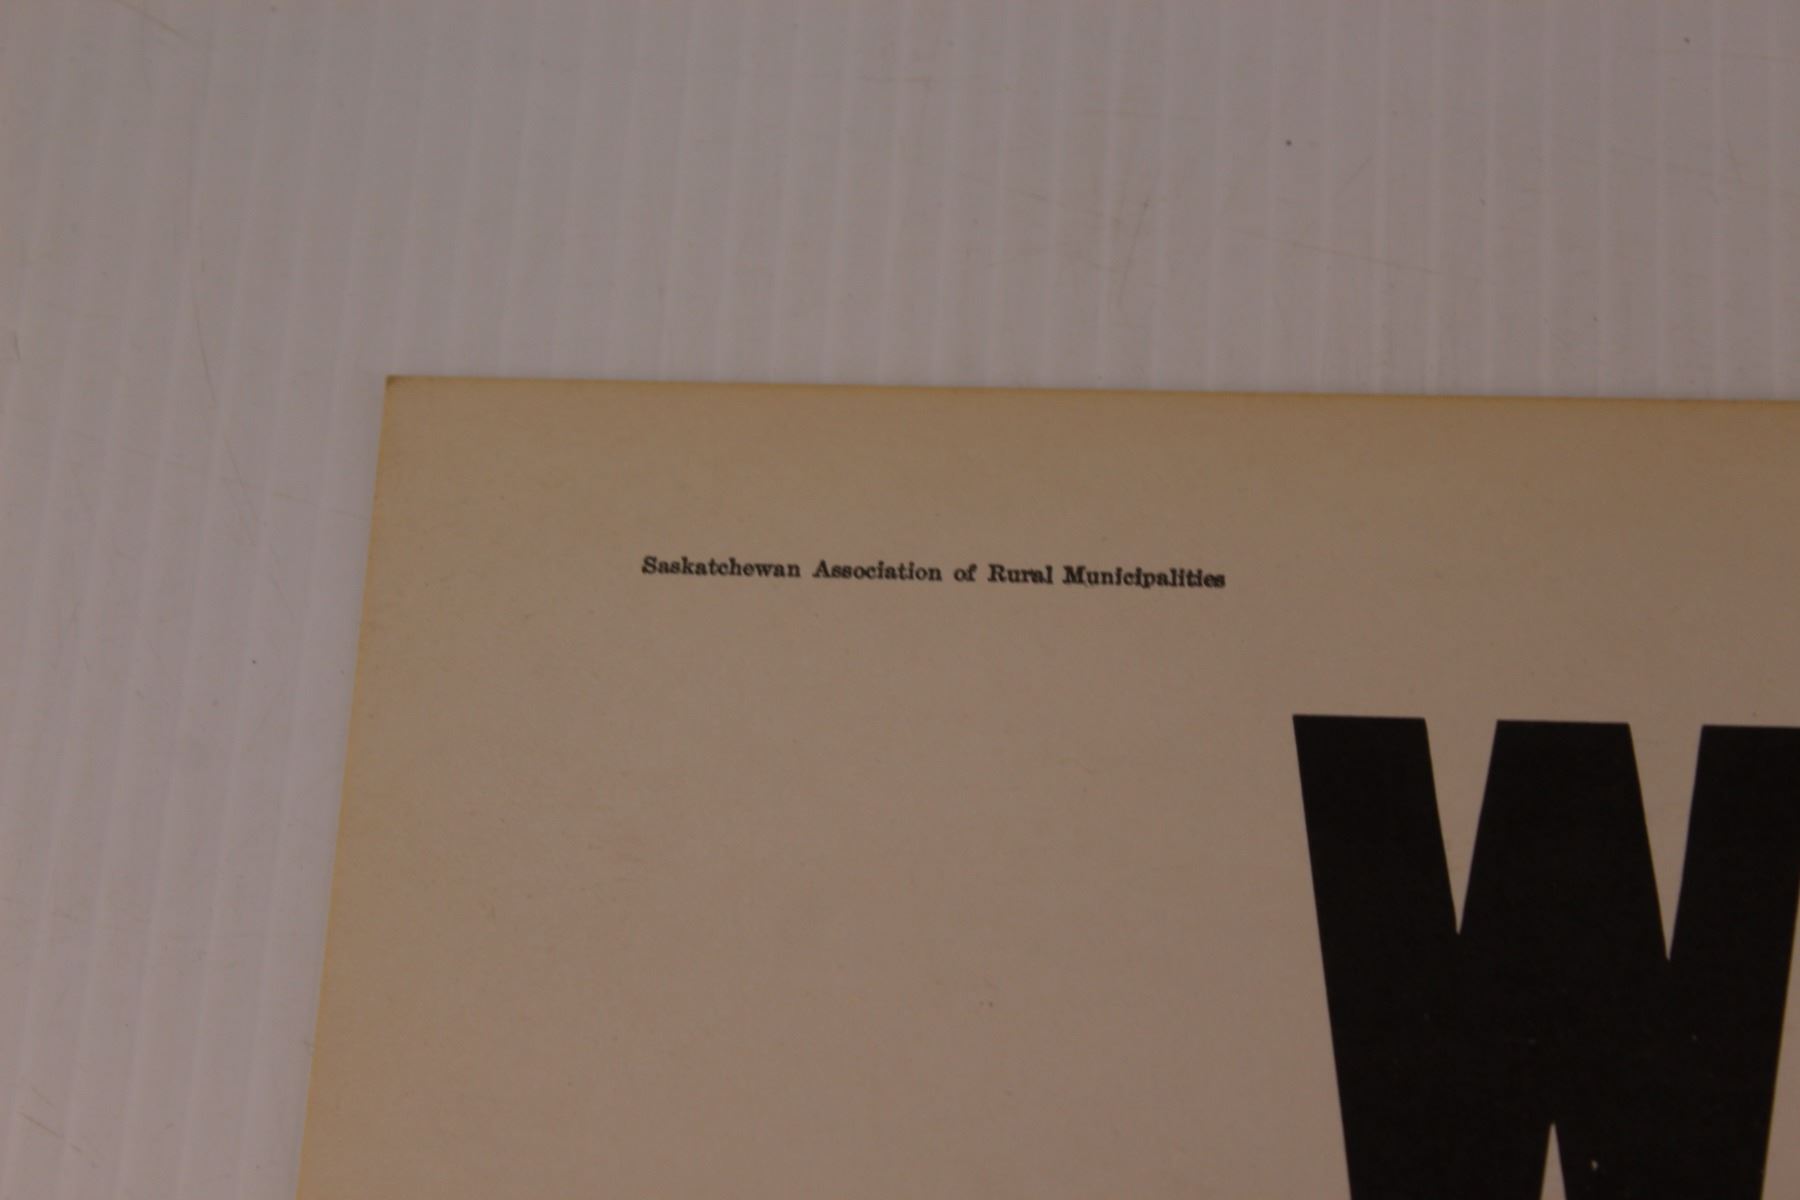 Saskatchewan Association of Rural Municipalities
W